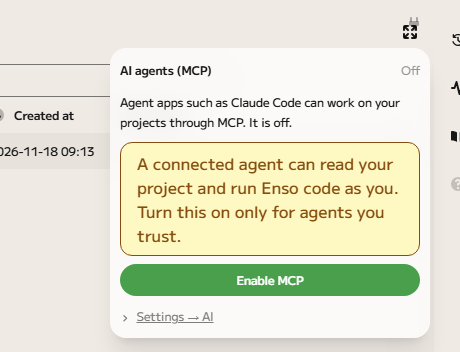 AI agents (MCP)
Off
Agent apps such as Claude Code can work on your
projects through MCP. It is off.
Created at
026-11-18 09:13
A connected agent can read your
project and run Enso code as you.
Turn this on only for agents you
trust.
Enable MCP
Settings → AI